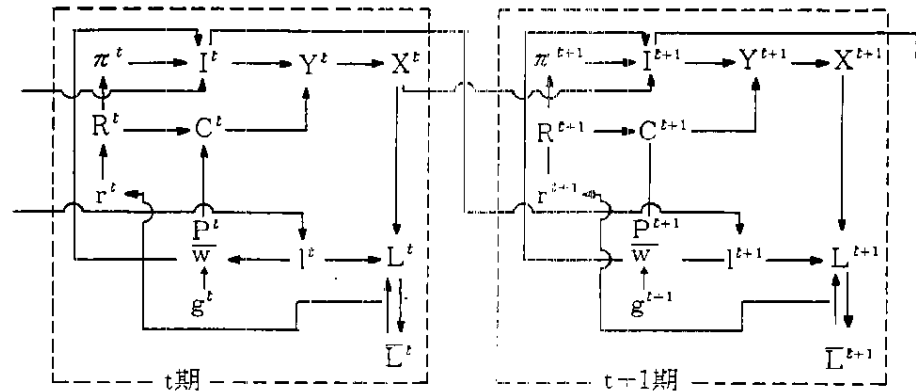 π^t I^t Y^t X^t π^{t+1} I^{t+1} Y^{t+1} X^{t+1}
R^t C^t R^{t+1} C^{t+1}
r^t r^{t+1}
P^t P^{t+1}
w̅ l^t L^t w̅ l^{t+1} L^{t+1}
g^t g^{t+1}
L̅^t L̅^{t+1}
t期 t+1期